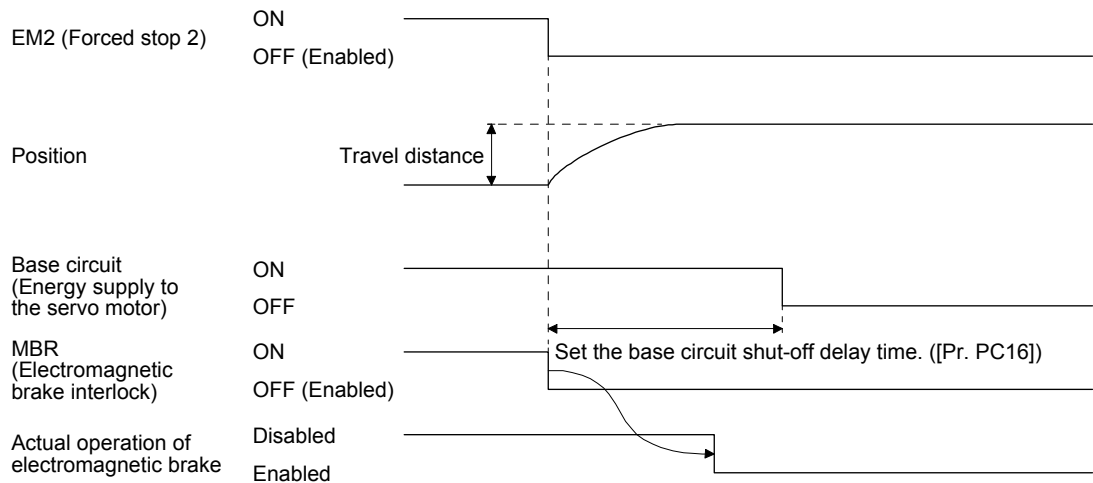 EM2 (Forced stop 2)
ON
OFF (Enabled)
Position
Travel distance
Base circuit
(Energy supply to
the servo motor)
ON
OFF
MBR
(Electromagnetic
brake interlock)
ON
OFF (Enabled)
Set the base circuit shut-off delay time. ([Pr. PC16])
Actual operation of
electromagnetic brake
Disabled
Enabled